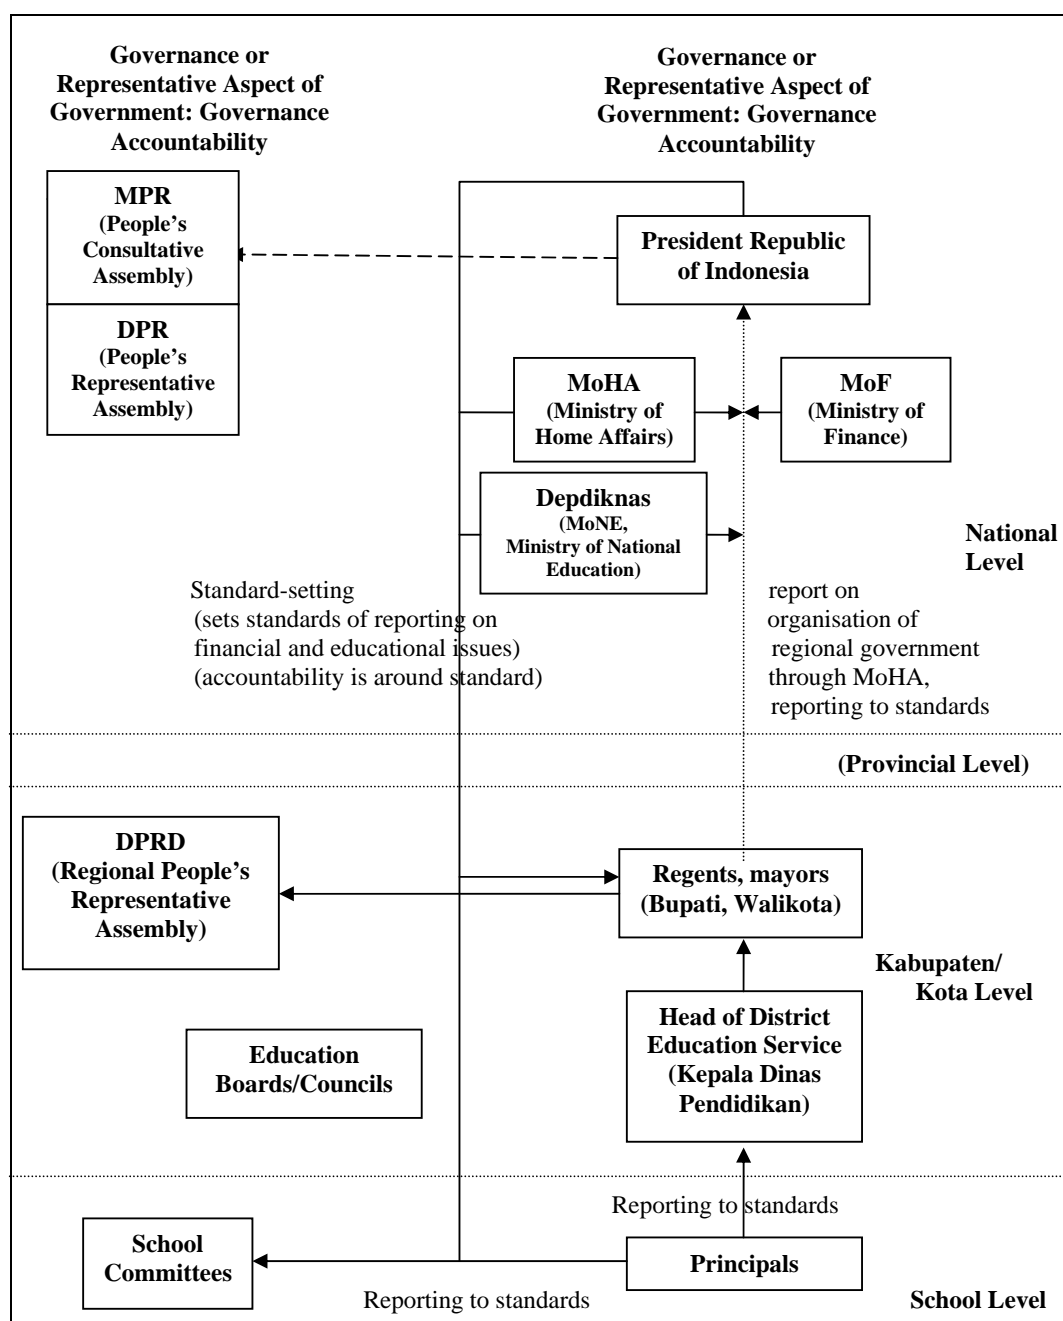 Governance or
Representative Aspect of
Government: Governance
Accountability
Governance or
Representative Aspect of
Government: Governance
Accountability
MPR
(People's
Consultative
Assembly)
President Republic
of Indonesia
DPR
(People's
Representative
Assembly)
MoHA
(Ministry of
Home Affairs)
MoF
(Ministry of
Finance)
Depdiknas
(MoNE,
Ministry of National
Education)
National
Level
Standard-setting
(sets standards of reporting on
financial and educational issues)
(accountability is around standard)
report on
organisation of
regional government
through MoHA,
reporting to standards
(Provincial Level)
DPRD
(Regional People's
Representative
Assembly)
Regents, mayors
(Bupati, Walikota)
Kabupaten/
Kota Level
Education
Boards/Councils
Head of District
Education Service
(Kepala Dinas
Pendidikan)
Reporting to standards
School
Committees
Principals
Reporting to standards
School Level